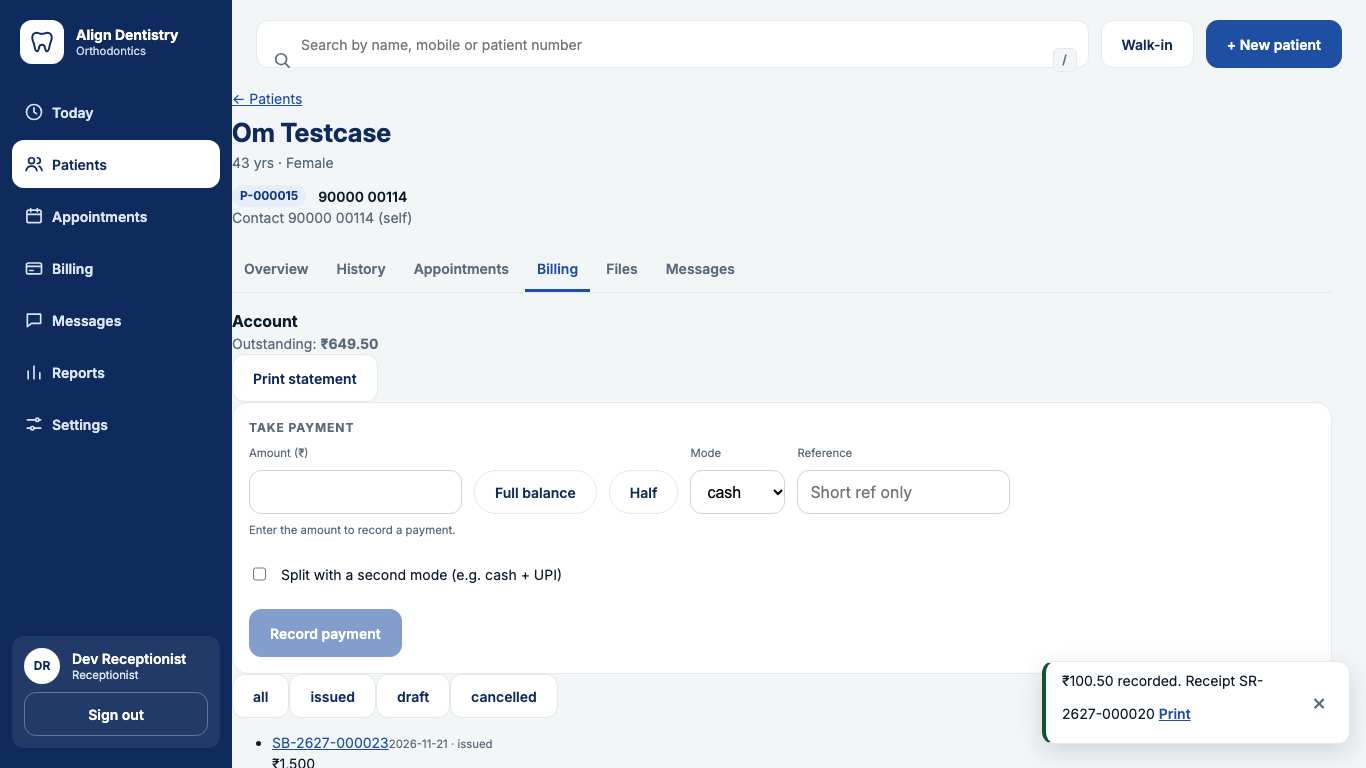 Align Dentistry
Orthodontics
Search by name, mobile or patient number
/
Walk-in
+ New patient
Today
Patients
Appointments
Billing
Messages
Reports
Settings
← Patients
Om Testcase
43 yrs · Female
P-000015 90000 00114
Contact 90000 00114 (self)
Overview History Appointments Billing Files Messages
Account
Outstanding: ₹649.50
Print statement
TAKE PAYMENT
Amount (₹) Mode Reference
Full balance Half cash Short ref only
Enter the amount to record a payment.
Split with a second mode (e.g. cash + UPI)
Record payment
all issued draft cancelled
SB-2627-000023 2026-11-21 · issued
₹1,500
DR
Dev Receptionist
Receptionist
Sign out
₹100.50 recorded. Receipt SR-
2627-000020 Print